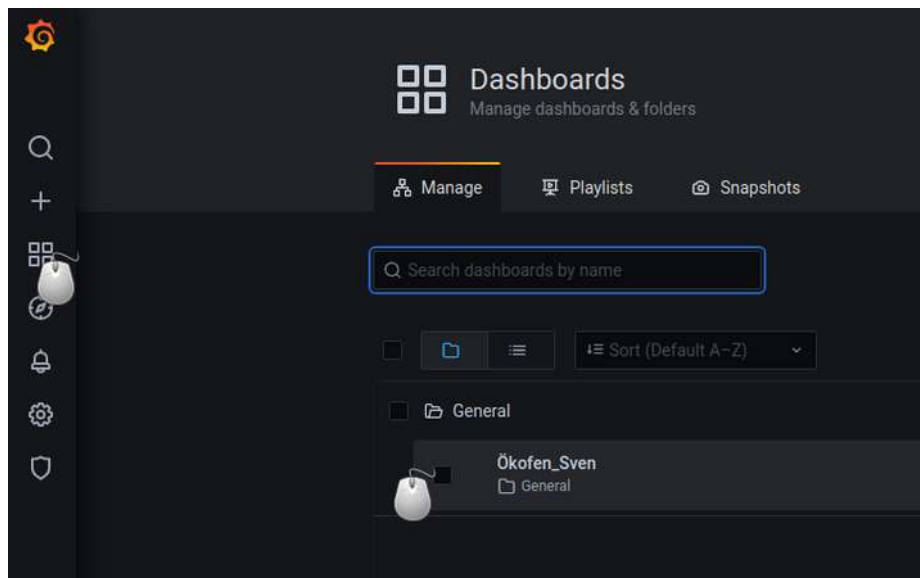 Dashboards
Manage dashboards & folders
Manage Playlists Snapshots
Search dashboards by name
Sort (Default A–Z)
General
Ökofen_Sven
General